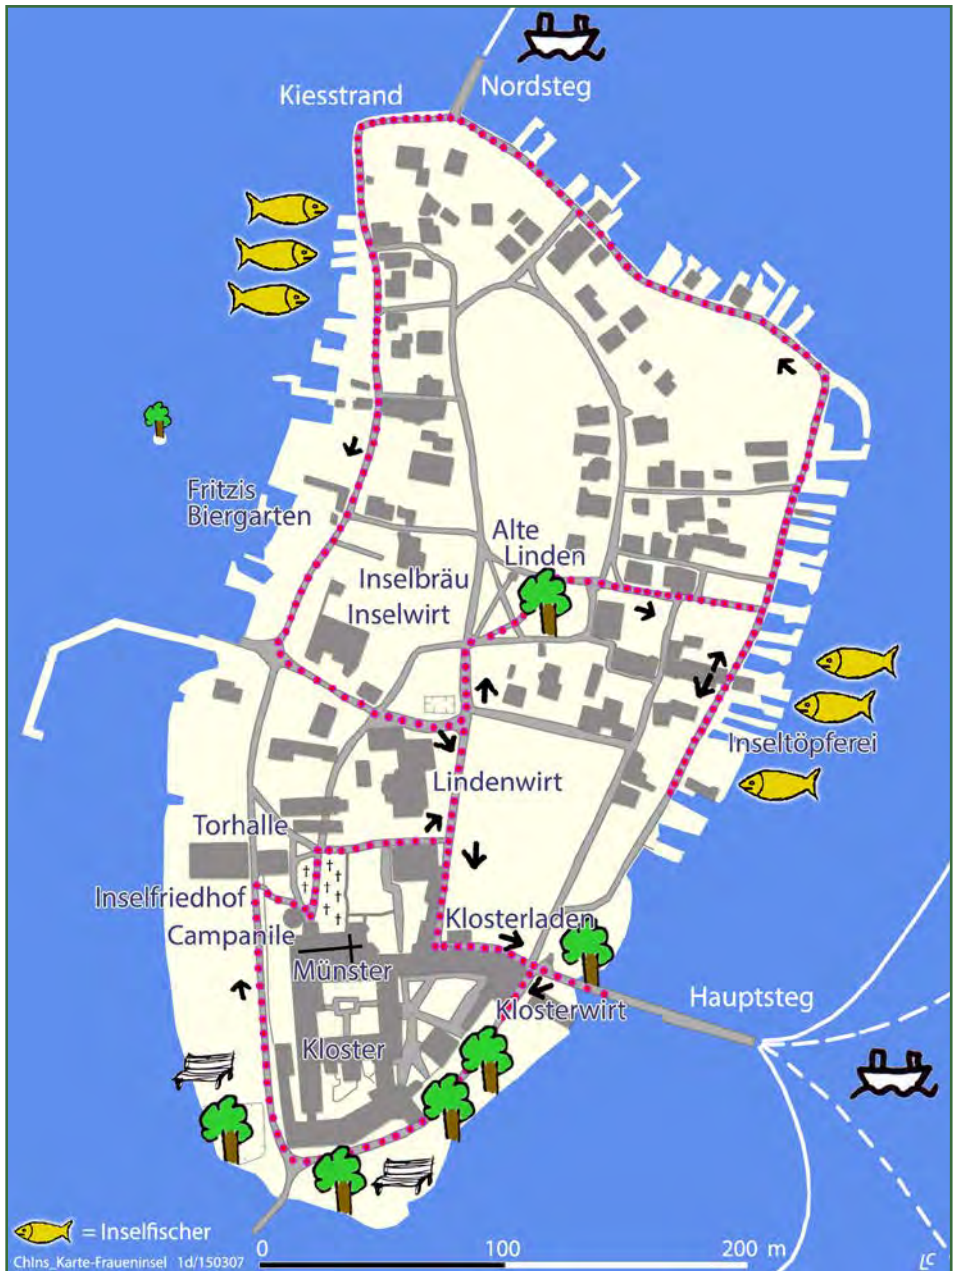 Kiesstrand
Nordsteg
Fritzis
Biergarten
Alte
Linden
Inselbräu
Inselwirt
Inseltöpferei
Lindenwirt
Torhalle
Inselfriedhof
Campanile
Klosterladen
Münster
Hauptsteg
Klosterwirt
Kloster
= Inselfischer
0 100 200 m
ChIns_Karte-Fraueninsel 1d/150307
LC